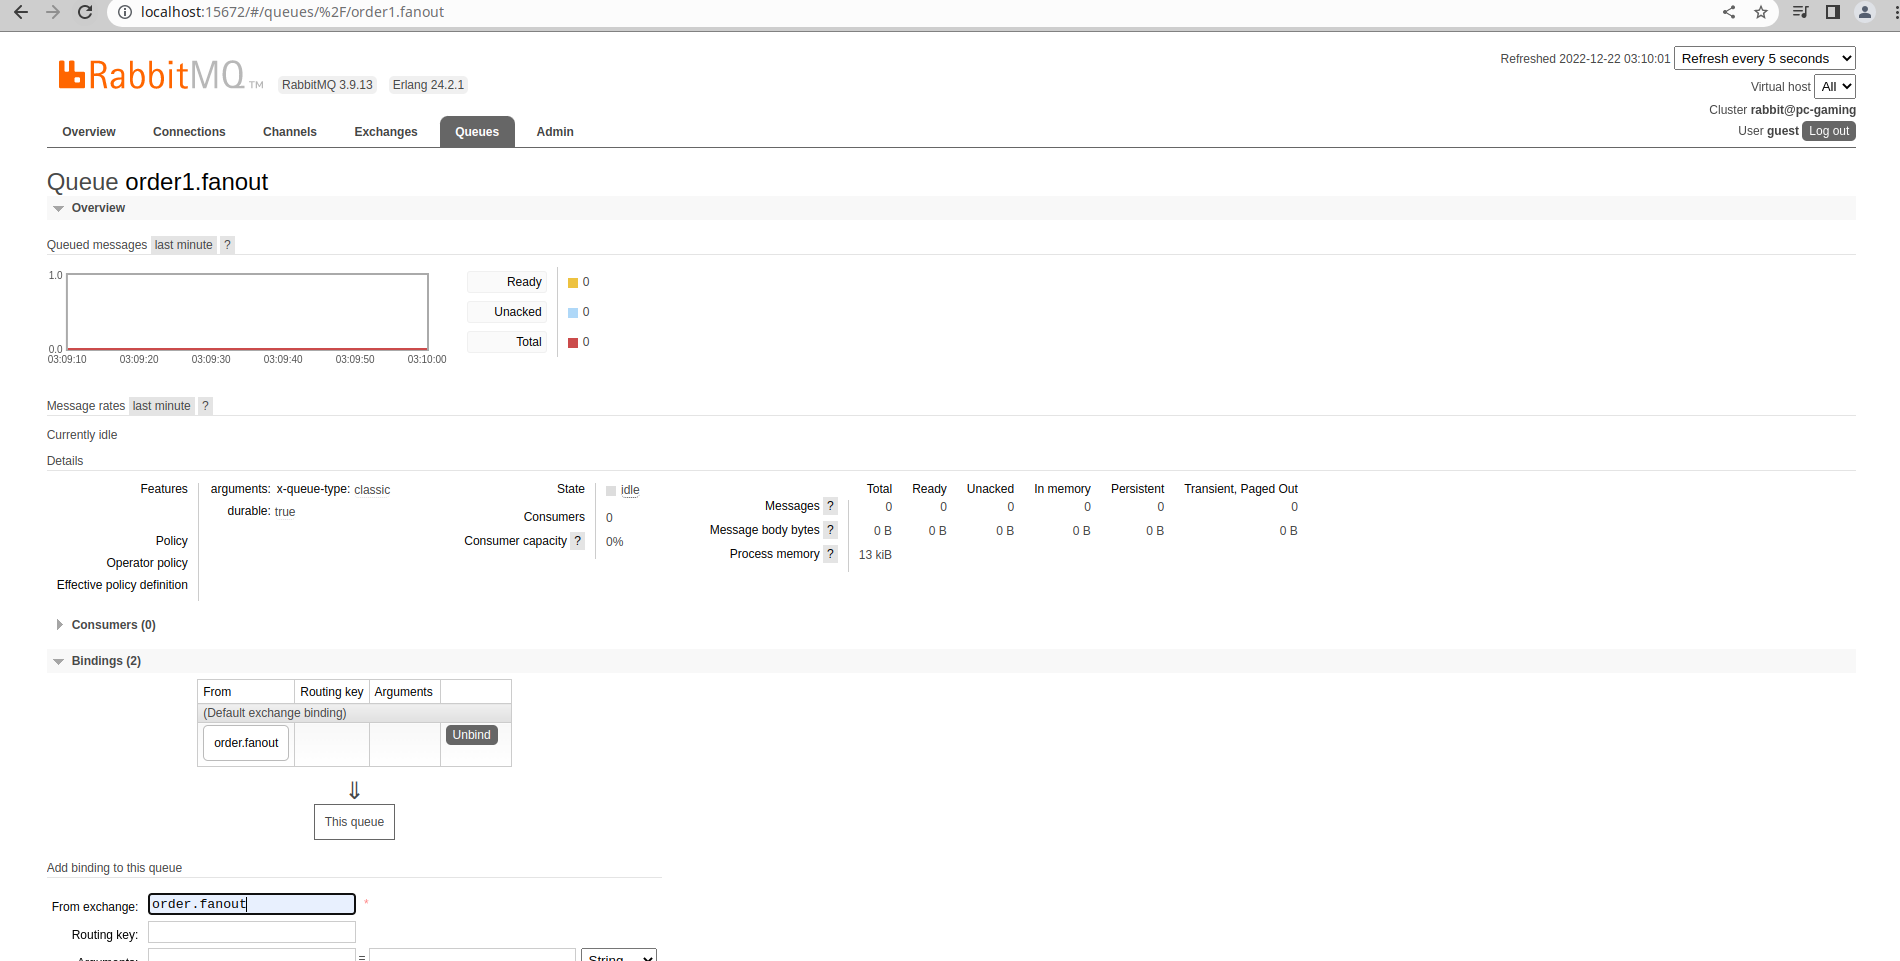 localhost:15672/#/queues/%2F/order1.fanout
RabbitMQ TM RabbitMQ 3.9.13 Erlang 24.2.1
Refreshed 2022-12-22 03:10:01 Refresh every 5 seconds
Virtual host All
Cluster rabbit@pc-gaming
User guest Log out
Overview Connections Channels Exchanges Queues Admin
Queue order1.fanout
Overview
Queued messages last minute ?
1.0
0.0
03:09:10 03:09:20 03:09:30 03:09:40 03:09:50 03:10:00
Ready 0
Unacked 0
Total 0
Message rates last minute ?
Currently idle
Details
Features arguments: x-queue-type: classic
durable: true
Policy
Operator policy
Effective policy definition
State idle
Consumers 0
Consumer capacity ? 0%
Total Ready Unacked In memory Persistent Transient, Paged Out
Messages ? 0 0 0 0 0 0
Message body bytes ? 0 B 0 B 0 B 0 B 0 B 0 B
Process memory ? 13 kiB
Consumers (0)
Bindings (2)
From Routing key Arguments
(Default exchange binding)
order.fanout Unbind
⇓
This queue
Add binding to this queue
From exchange: order.fanout *
Routing key:
Arguments: = String